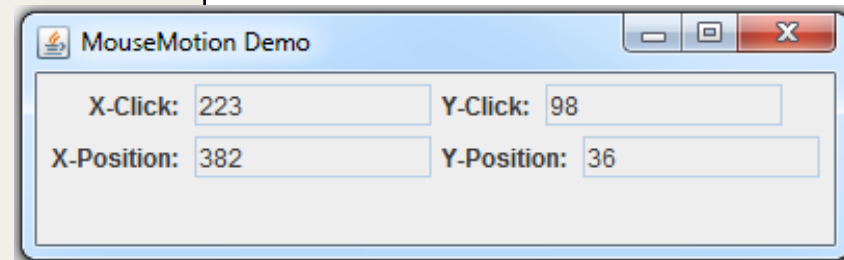 MouseMotion Demo
X-Click: 223 Y-Click: 98
X-Position: 382 Y-Position: 36